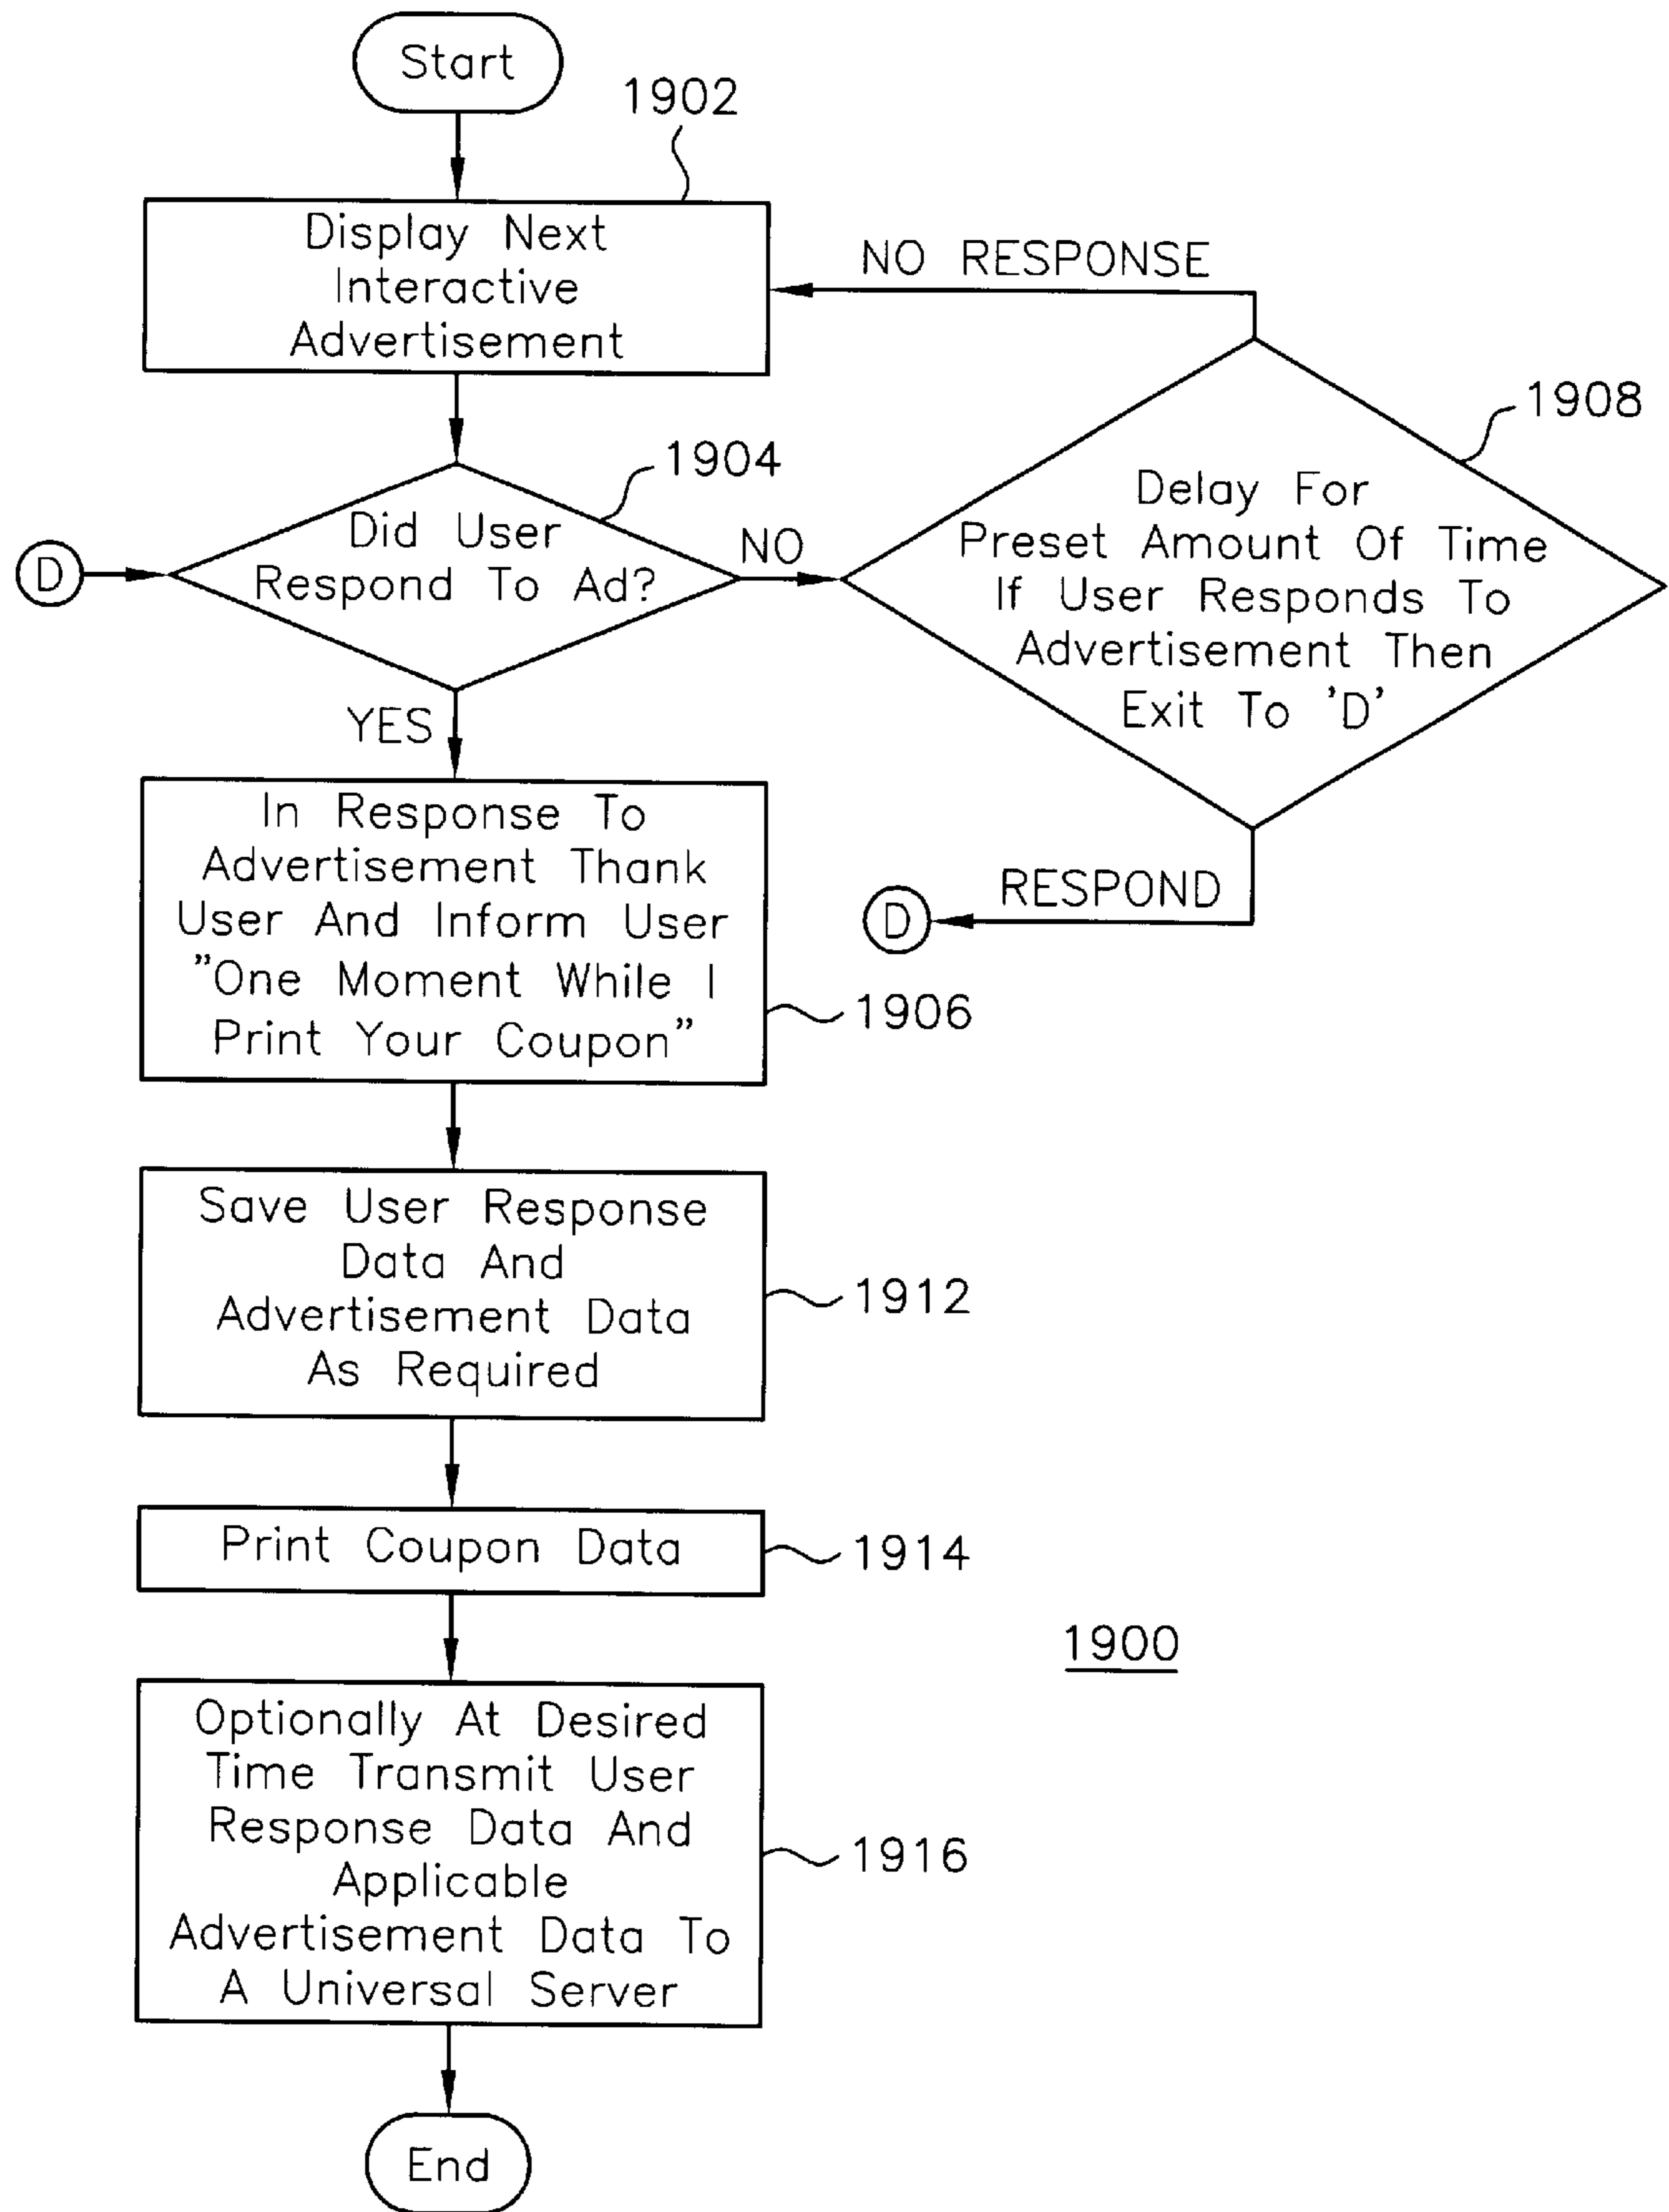 Start
1902
Display Next
Interactive
Advertisement
NO RESPONSE
1908
1904
Did User
Respond To Ad?
D
NO
Delay For
Preset Amount Of Time
If User Responds To
Advertisement Then
Exit To 'D'
YES
RESPOND
D
In Response To
Advertisement Thank
User And Inform User
"One Moment While I
Print Your Coupon"
1906
Save User Response
Data And
Advertisement Data
As Required
1912
Print Coupon Data
1914
1900
Optionally At Desired
Time Transmit User
Response Data And
Applicable
Advertisement Data To
A Universal Server
1916
End